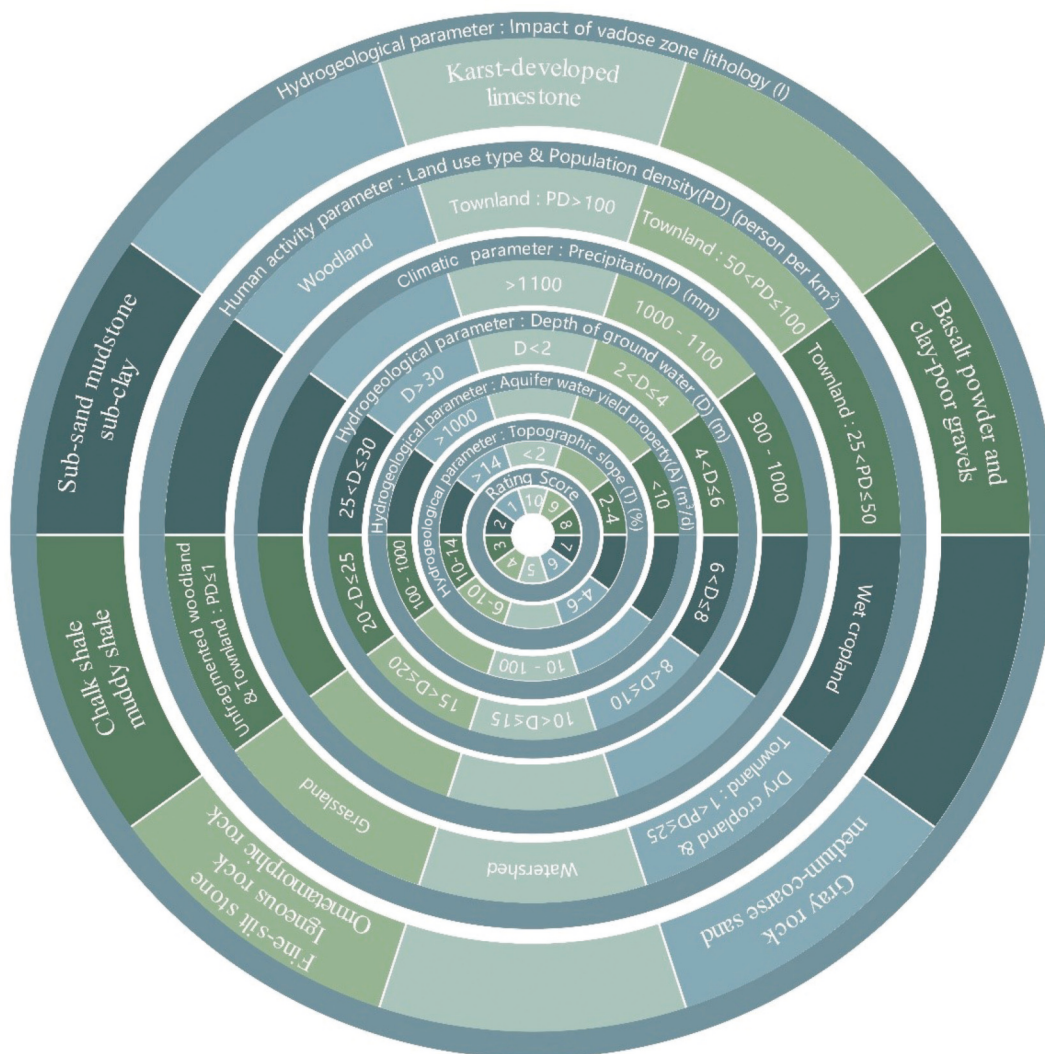 Hydrogeological parameter : Impact of vadose zone lithology (I)
Karst-developed
limestone
Basalt powder and
clay-poor gravels
Gray rock
medium-coarse sand
Fine-silt stone
Igneous rock
Ormetamorphic rock
Chalk shale
muddy shale
Sub-sand mudstone
sub-clay
Human activity parameter : Land use type & Population density(PD) (person per km²)
Townland : PD>100
Townland : 50<PD≤100
Townland : 25<PD≤50
Wet cropland
Dry cropland &
Townland : 1<PD≤25
Watershed
Grassland
Unfragmented woodland
& Townland : PD≤1
Woodland
Climatic parameter : Precipitation(P) (mm)
>1100
1000 - 1100
900 - 1000
Hydrogeological parameter : Depth of ground water (D) (m)
D<2
2<D≤4
4<D≤6
6<D≤8
8<D≤10
10<D≤15
15<D≤20
20<D≤25
25<D≤30
D>30
Hydrogeological parameter : Aquifer water yield property(A) (m³/d)
<10
10 - 100
100 - 1000
>1000
Hydrogeological parameter : Topographic slope (T) (%)
<2
2-4
4-6
6-10
10-14
>14
Rating Score
10
9
8
7
6
5
4
3
2
1